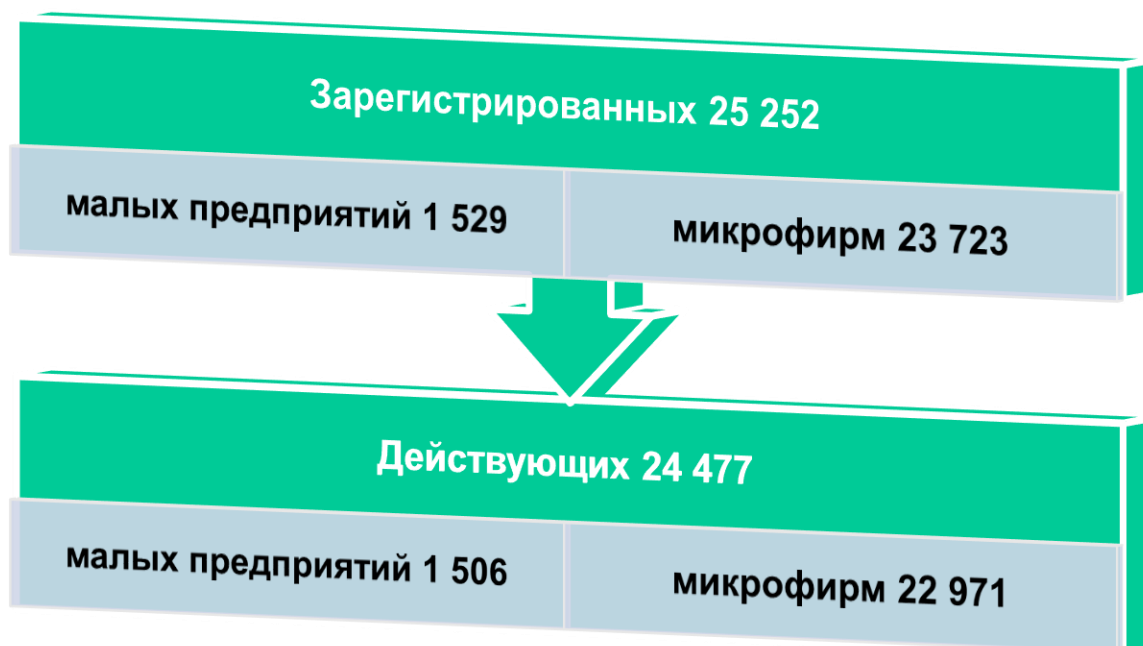 Зарегистрированных 25 252
малых предприятий 1 529
микрофирм 23 723
Действующих 24 477
малых предприятий 1 506
микрофирм 22 971